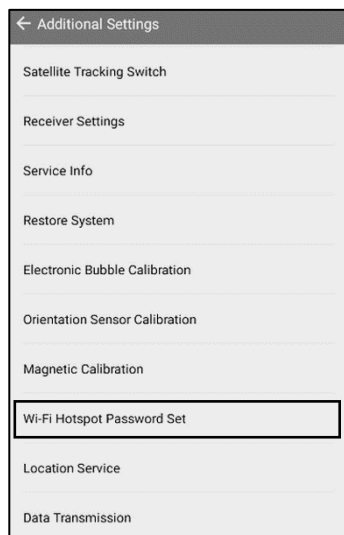 Additional Settings
Satellite Tracking Switch
Receiver Settings
Service Info
Restore System
Electronic Bubble Calibration
Orientation Sensor Calibration
Magnetic Calibration
Wi-Fi Hotspot Password Set
Location Service
Data Transmission